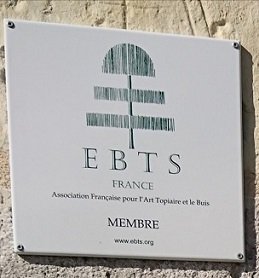 EBTS
FRANCE
Association Française pour l'Art Topiaire et le Buis
MEMBRE
www.ebts.org